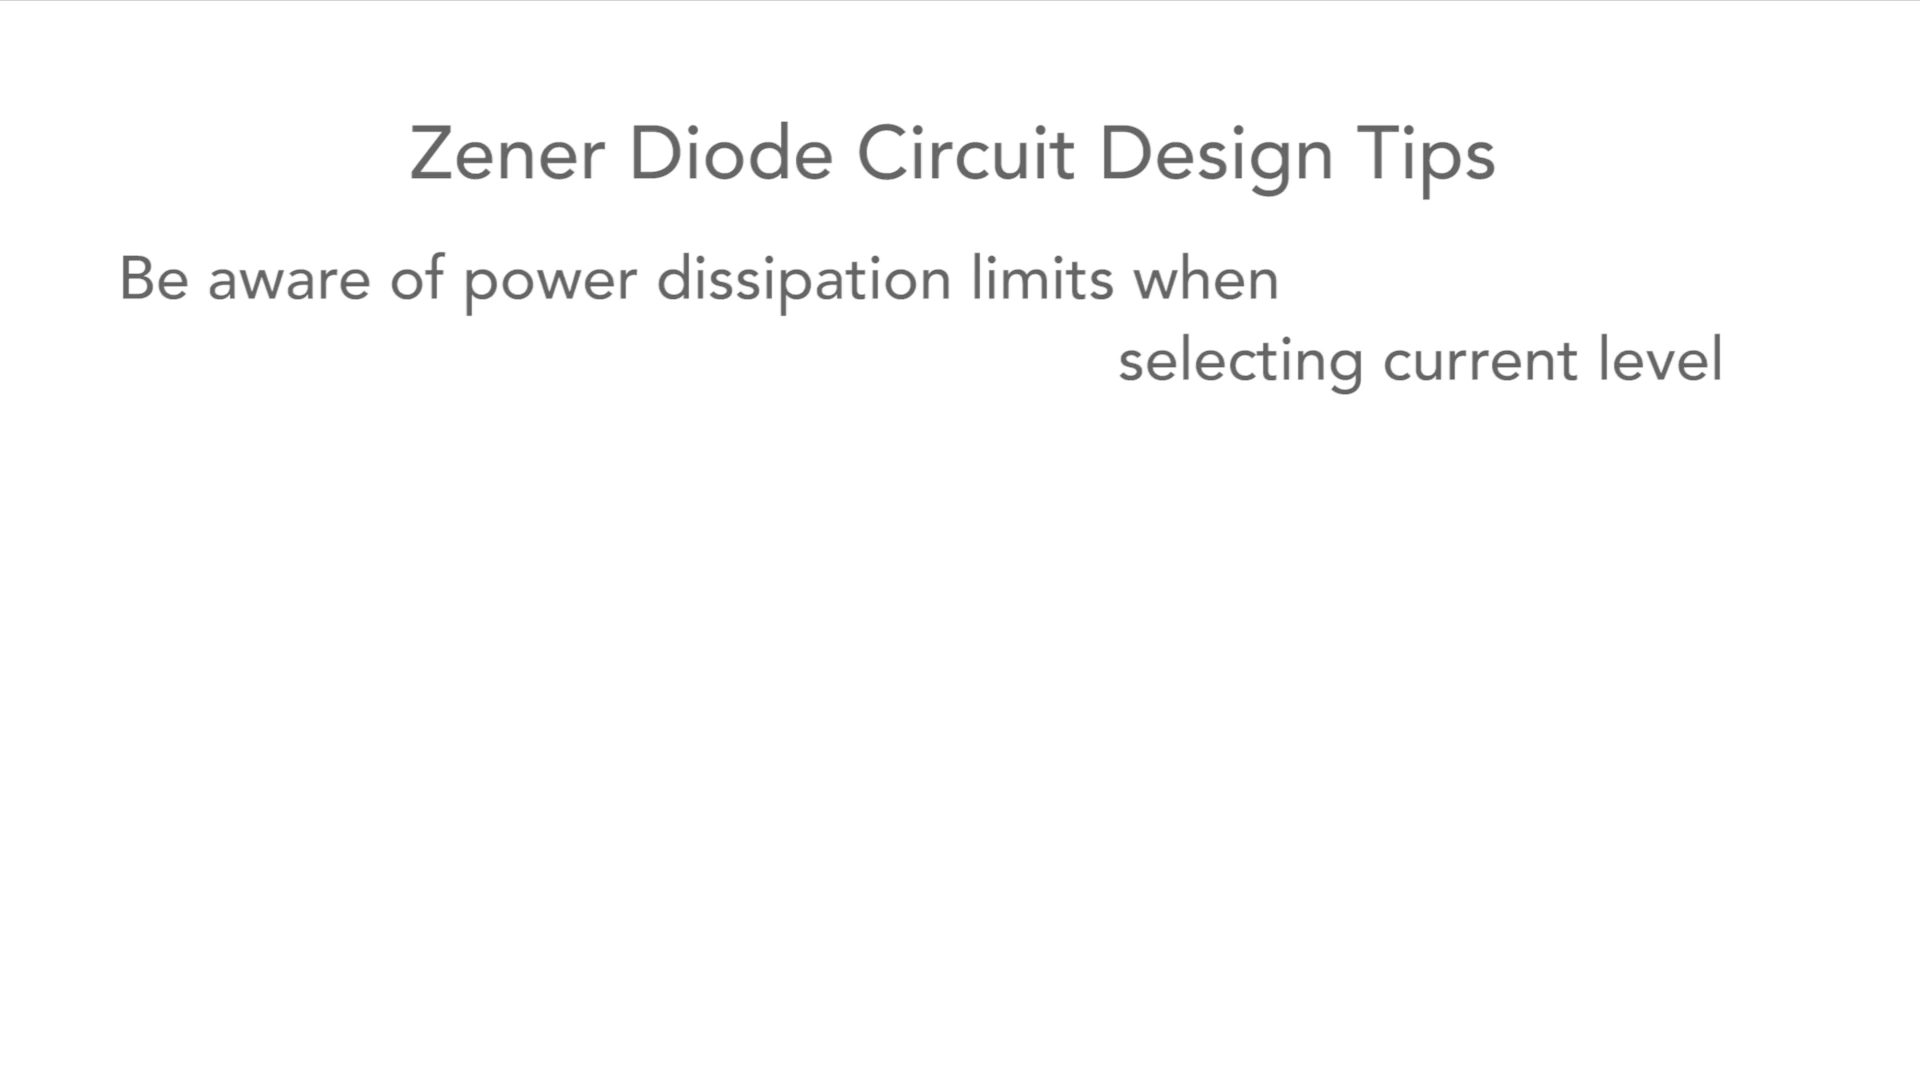 Zener Diode Circuit Design Tips
Be aware of power dissipation limits when
selecting current level